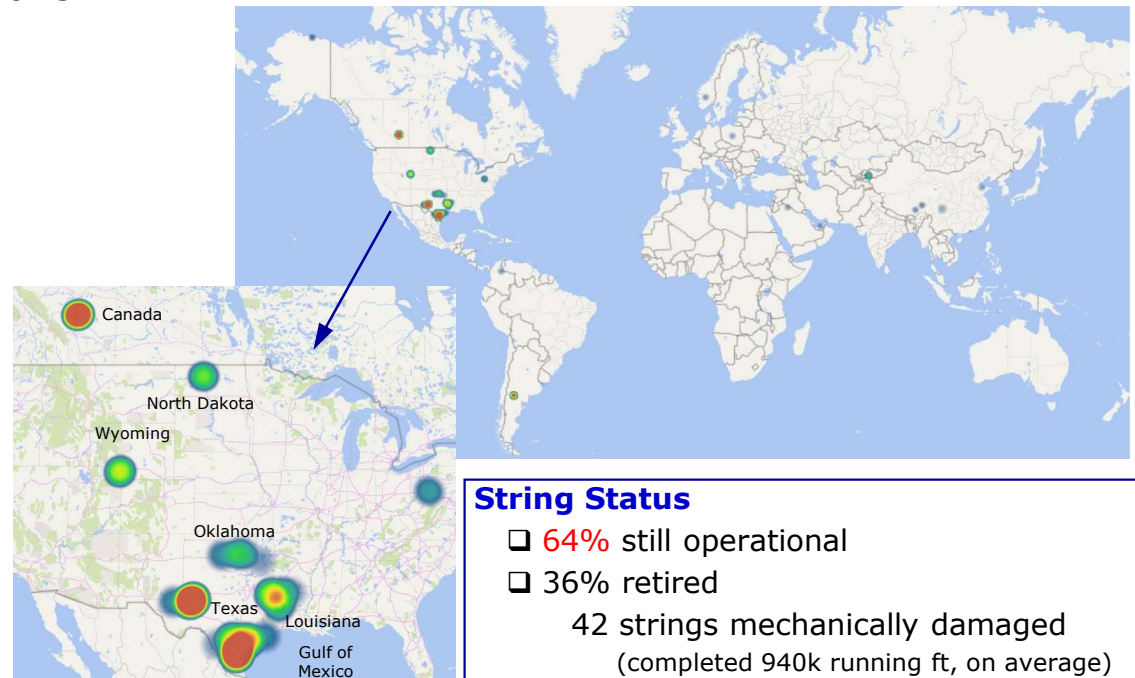 Canada
North Dakota
Wyoming
Oklahoma
Texas
Louisiana
Gulf of
Mexico
String Status
❑ 64% still operational
❑ 36% retired
42 strings mechanically damaged
(completed 940k running ft, on average)